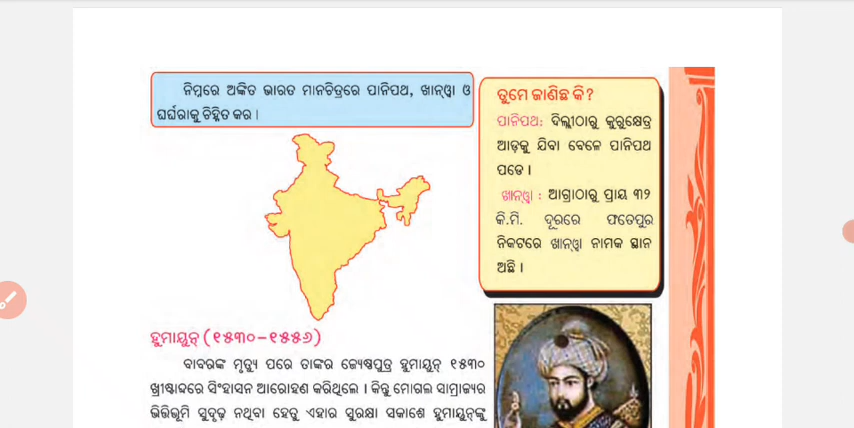 ନିମ୍ନରେ ଅଙ୍କିତ ଭାରତ ମାନଚିତ୍ରରେ ପାନିପଥ, ଖାନ୍ୱା ଓ
ଘର୍ଘରାକୁ ଚିହ୍ନିତ କର।
ତୁମେ ଜାଣିଛ କି?
ପାନିପଥ: ଦିଲ୍ଲୀଠାରୁ କୁରୁକ୍ଷେତ୍ର
ଆଡ଼କୁ ଯିବା ବେଳେ ପାନିପଥ
ପଡେ।
ଖାନ୍ୱା : ଆଗ୍ରାଠାରୁ ପ୍ରାୟ ୩୨
କି.ମି. ଦୂରରେ ଫତେପୁର
ନିକଟରେ ଖାନ୍ୱା ନାମକ ସ୍ଥାନ
ଅଛି।
ହୁମାୟୁନ୍ (୧୫୩୦–୧୫୫୬)
ବାବରଙ୍କ ମୃତ୍ୟୁ ପରେ ତାଙ୍କର ଜ୍ୟେଷ୍ଠପୁତ୍ର ହୁମାୟୁନ୍ ୧୫୩୦
ଖ୍ରୀଷ୍ଟାବ୍ଦରେ ସିଂହାସନ ଆରୋହଣ କରିଥିଲେ। କିନ୍ତୁ ମୋଗଲ ସାମ୍ରାଜ୍ୟର
ଭିତ୍ତିଭୂମି ସୁଦୃଢ଼ ନଥିବା ହେତୁ ଏହାର ସୁରକ୍ଷା ସକାଶେ ହୁମାୟୁନ୍‌ଙ୍କୁ